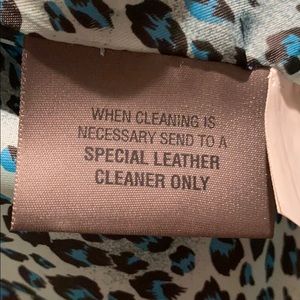 WHEN CLEANING IS
NECESSARY SEND TO A
SPECIAL LEATHER
CLEANER ONLY